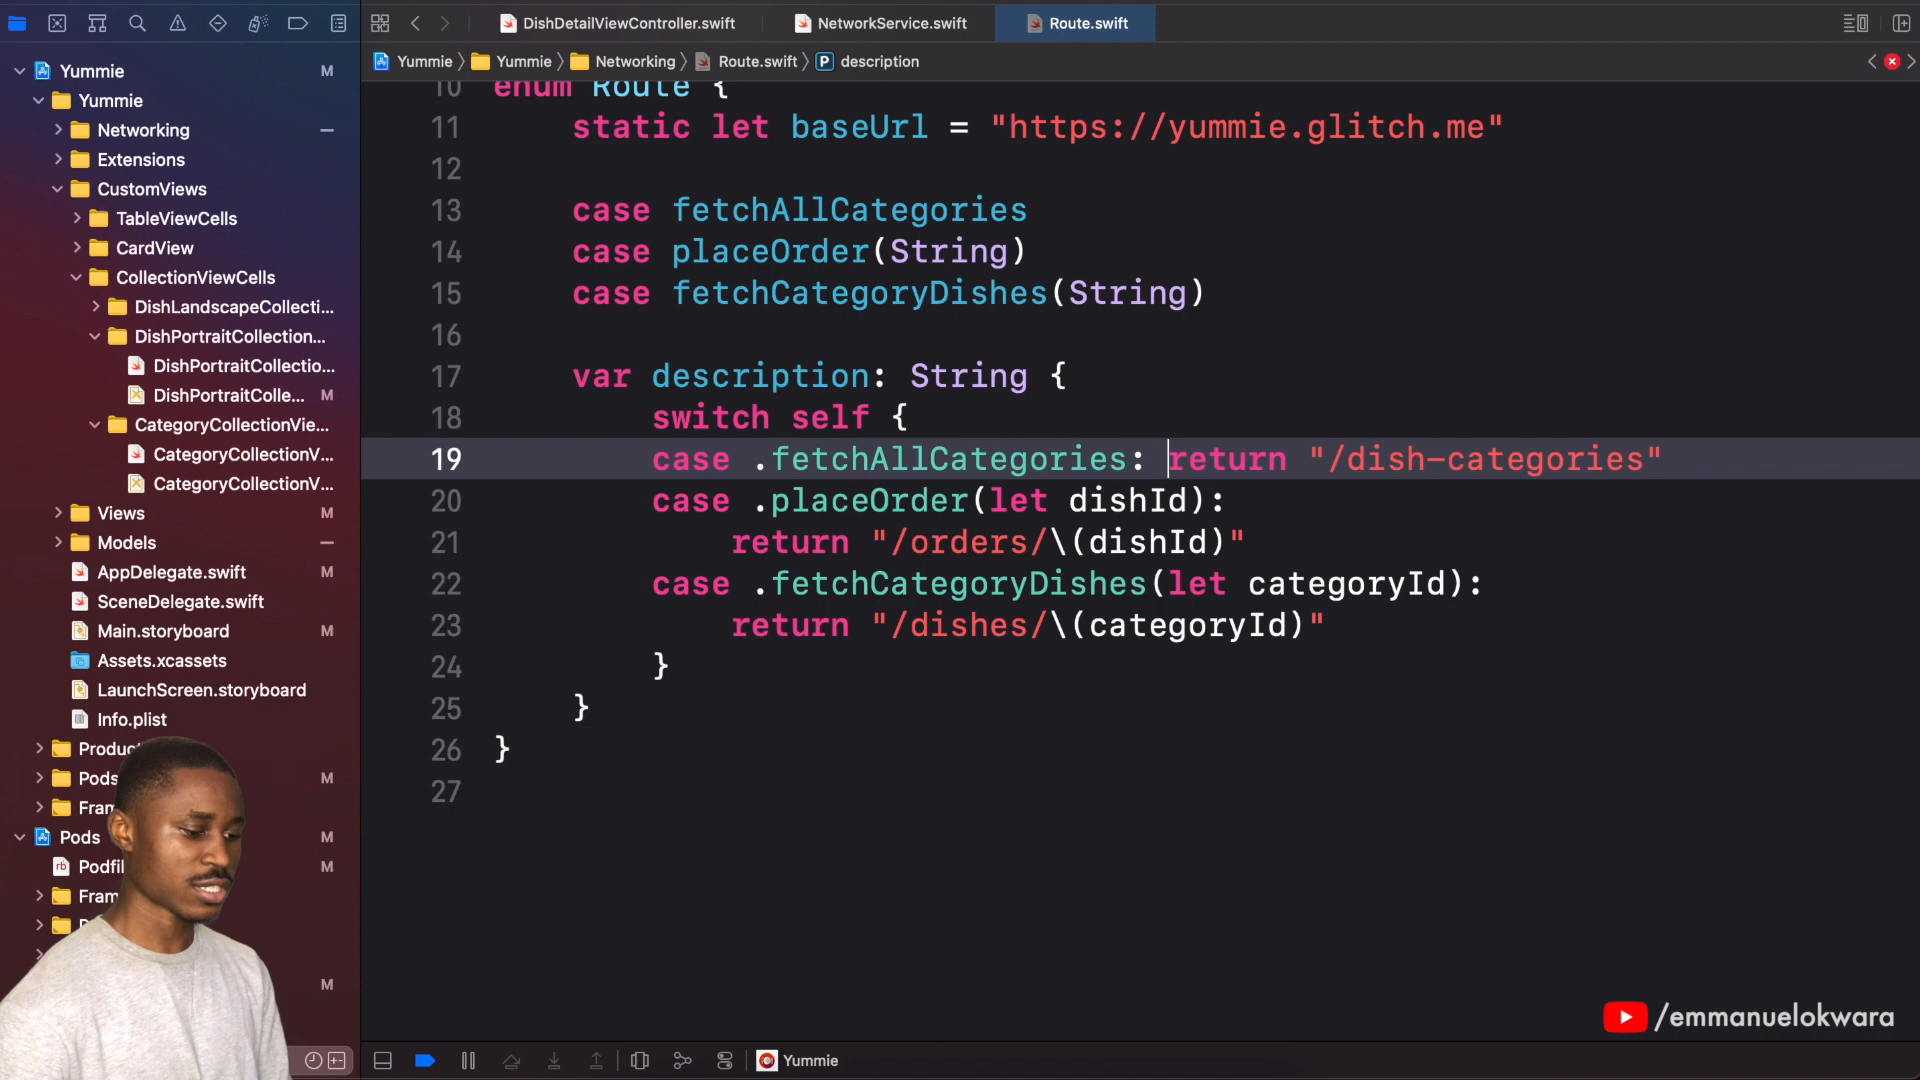 DishDetailViewController.swift
NetworkService.swift
Route.swift
Yummie
M
Yummie
Networking
Extensions
CustomViews
TableViewCells
CardView
CollectionViewCells
DishLandscapeCollecti...
DishPortraitCollection...
DishPortraitCollectio...
DishPortraitColle...
M
CategoryCollectionVie...
CategoryCollectionV...
CategoryCollectionV...
Views
M
Models
AppDelegate.swift
M
SceneDelegate.swift
Main.storyboard
M
Assets.xcassets
LaunchScreen.storyboard
Info.plist
Pods
M
Pods
M
rb
M
M
Yummie
Yummie
Networking
Route.swift
P
description
10 enum Route {
11 static let baseUrl = "https://yummie.glitch.me"
12
13 case fetchAllCategories
14 case placeOrder(String)
15 case fetchCategoryDishes(String)
16
17 var description: String {
18 switch self {
19 case .fetchAllCategories: return "/dish-categories"
20 case .placeOrder(let dishId):
21 return "/orders/\(dishId)"
22 case .fetchCategoryDishes(let categoryId):
23 return "/dishes/\(categoryId)"
24 }
25 }
26 }
27
/emmanuelokwara
Yummie